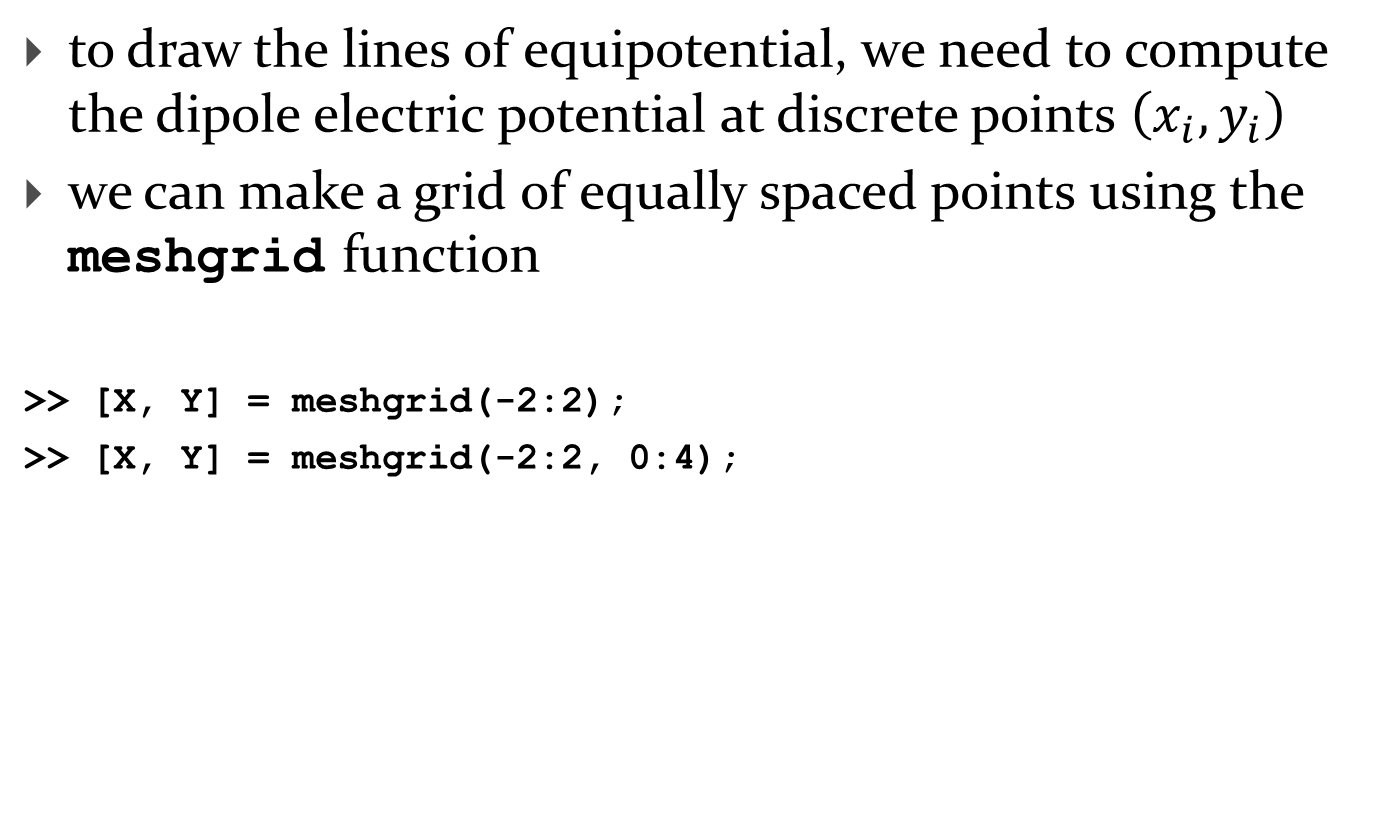 to draw the lines of equipotential, we need to compute
the dipole electric potential at discrete points (xᵢ, yᵢ)
we can make a grid of equally spaced points using the
meshgrid function
>> [X, Y] = meshgrid(-2:2);
>> [X, Y] = meshgrid(-2:2, 0:4);